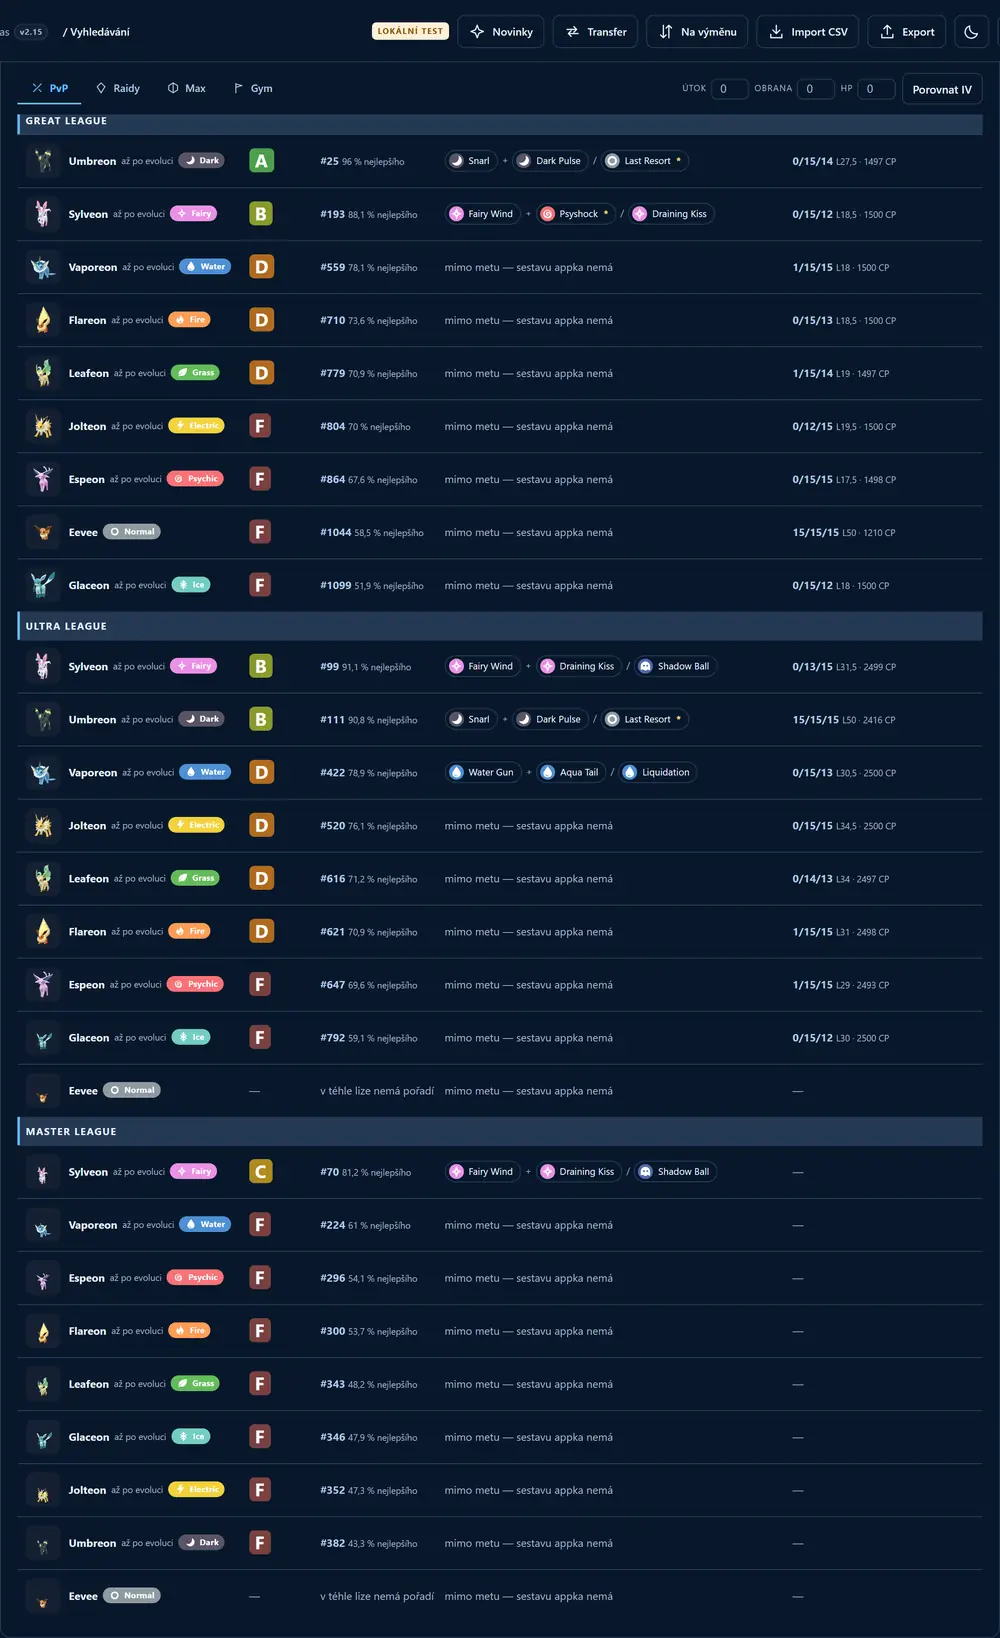 as v2.15 / Vyhledávání LOKÁLNÍ TEST Novinky Transfer Na výměnu Import CSV Export
PvP Raidy Max Gym ÚTOK 0 OBRANA 0 HP 0 Porovnat IV
GREAT LEAGUE
Umbreon až po evoluci Dark A #25 96 % nejlepšího Snarl + Dark Pulse / Last Resort * 0/15/14 L27,5 · 1497 CP
Sylveon až po evoluci Fairy B #193 88,1 % nejlepšího Fairy Wind + Psyshock * / Draining Kiss 0/15/12 L18,5 · 1500 CP
Vaporeon až po evoluci Water D #559 78,1 % nejlepšího mimo metu — sestavu appka nemá 1/15/15 L18 · 1500 CP
Flareon až po evoluci Fire D #710 73,6 % nejlepšího mimo metu — sestavu appka nemá 0/15/13 L18,5 · 1500 CP
Leafeon až po evoluci Grass D #779 70,9 % nejlepšího mimo metu — sestavu appka nemá 1/15/14 L19 · 1497 CP
Jolteon až po evoluci Electric F #804 70 % nejlepšího mimo metu — sestavu appka nemá 0/12/15 L19,5 · 1500 CP
Espeon až po evoluci Psychic F #864 67,6 % nejlepšího mimo metu — sestavu appka nemá 0/15/15 L17,5 · 1498 CP
Eevee Normal F #1044 58,5 % nejlepšího mimo metu — sestavu appka nemá 15/15/15 L50 · 1210 CP
Glaceon až po evoluci Ice F #1099 51,9 % nejlepšího mimo metu — sestavu appka nemá 0/15/12 L18 · 1500 CP
ULTRA LEAGUE
Sylveon až po evoluci Fairy B #99 91,1 % nejlepšího Fairy Wind + Draining Kiss / Shadow Ball 0/13/15 L31,5 · 2499 CP
Umbreon až po evoluci Dark B #111 90,8 % nejlepšího Snarl + Dark Pulse / Last Resort * 15/15/15 L50 · 2416 CP
Vaporeon až po evoluci Water D #422 78,9 % nejlepšího Water Gun + Aqua Tail / Liquidation 0/15/13 L30,5 · 2500 CP
Jolteon až po evoluci Electric D #520 76,1 % nejlepšího mimo metu — sestavu appka nemá 0/15/15 L34,5 · 2500 CP
Leafeon až po evoluci Grass D #616 71,2 % nejlepšího mimo metu — sestavu appka nemá 0/14/13 L34 · 2497 CP
Flareon až po evoluci Fire D #621 70,9 % nejlepšího mimo metu — sestavu appka nemá 1/15/15 L31 · 2498 CP
Espeon až po evoluci Psychic F #647 69,6 % nejlepšího mimo metu — sestavu appka nemá 1/15/15 L29 · 2493 CP
Glaceon až po evoluci Ice F #792 59,1 % nejlepšího mimo metu — sestavu appka nemá 0/15/12 L30 · 2500 CP
Eevee Normal — v téhle lize nemá pořadí mimo metu — sestavu appka nemá —
MASTER LEAGUE
Sylveon až po evoluci Fairy C #70 81,2 % nejlepšího Fairy Wind + Draining Kiss / Shadow Ball —
Vaporeon až po evoluci Water F #224 61 % nejlepšího mimo metu — sestavu appka nemá —
Espeon až po evoluci Psychic F #296 54,1 % nejlepšího mimo metu — sestavu appka nemá —
Flareon až po evoluci Fire F #300 53,7 % nejlepšího mimo metu — sestavu appka nemá —
Leafeon až po evoluci Grass F #343 48,2 % nejlepšího mimo metu — sestavu appka nemá —
Glaceon až po evoluci Ice F #346 47,9 % nejlepšího mimo metu — sestavu appka nemá —
Jolteon až po evoluci Electric F #352 47,3 % nejlepšího mimo metu — sestavu appka nemá —
Umbreon až po evoluci Dark F #382 43,3 % nejlepšího mimo metu — sestavu appka nemá —
Eevee Normal — v téhle lize nemá pořadí mimo metu — sestavu appka nemá —